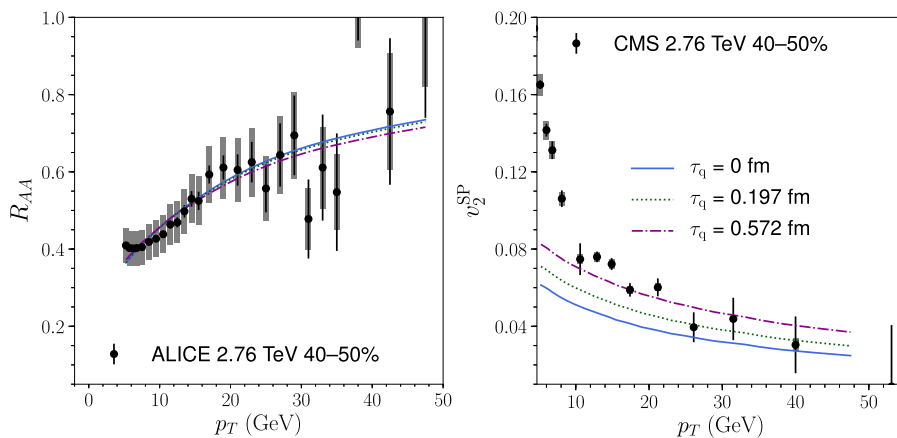 1.0
0.8
0.6
0.4
0.2
R_{AA}
ALICE 2.76 TeV 40–50%
0 10 20 30 40 50
p_T (GeV)
0.20
0.16
0.12
0.08
0.04
v_2^{SP}
CMS 2.76 TeV 40–50%
τ_q = 0 fm
τ_q = 0.197 fm
τ_q = 0.572 fm
10 20 30 40 50
p_T (GeV)